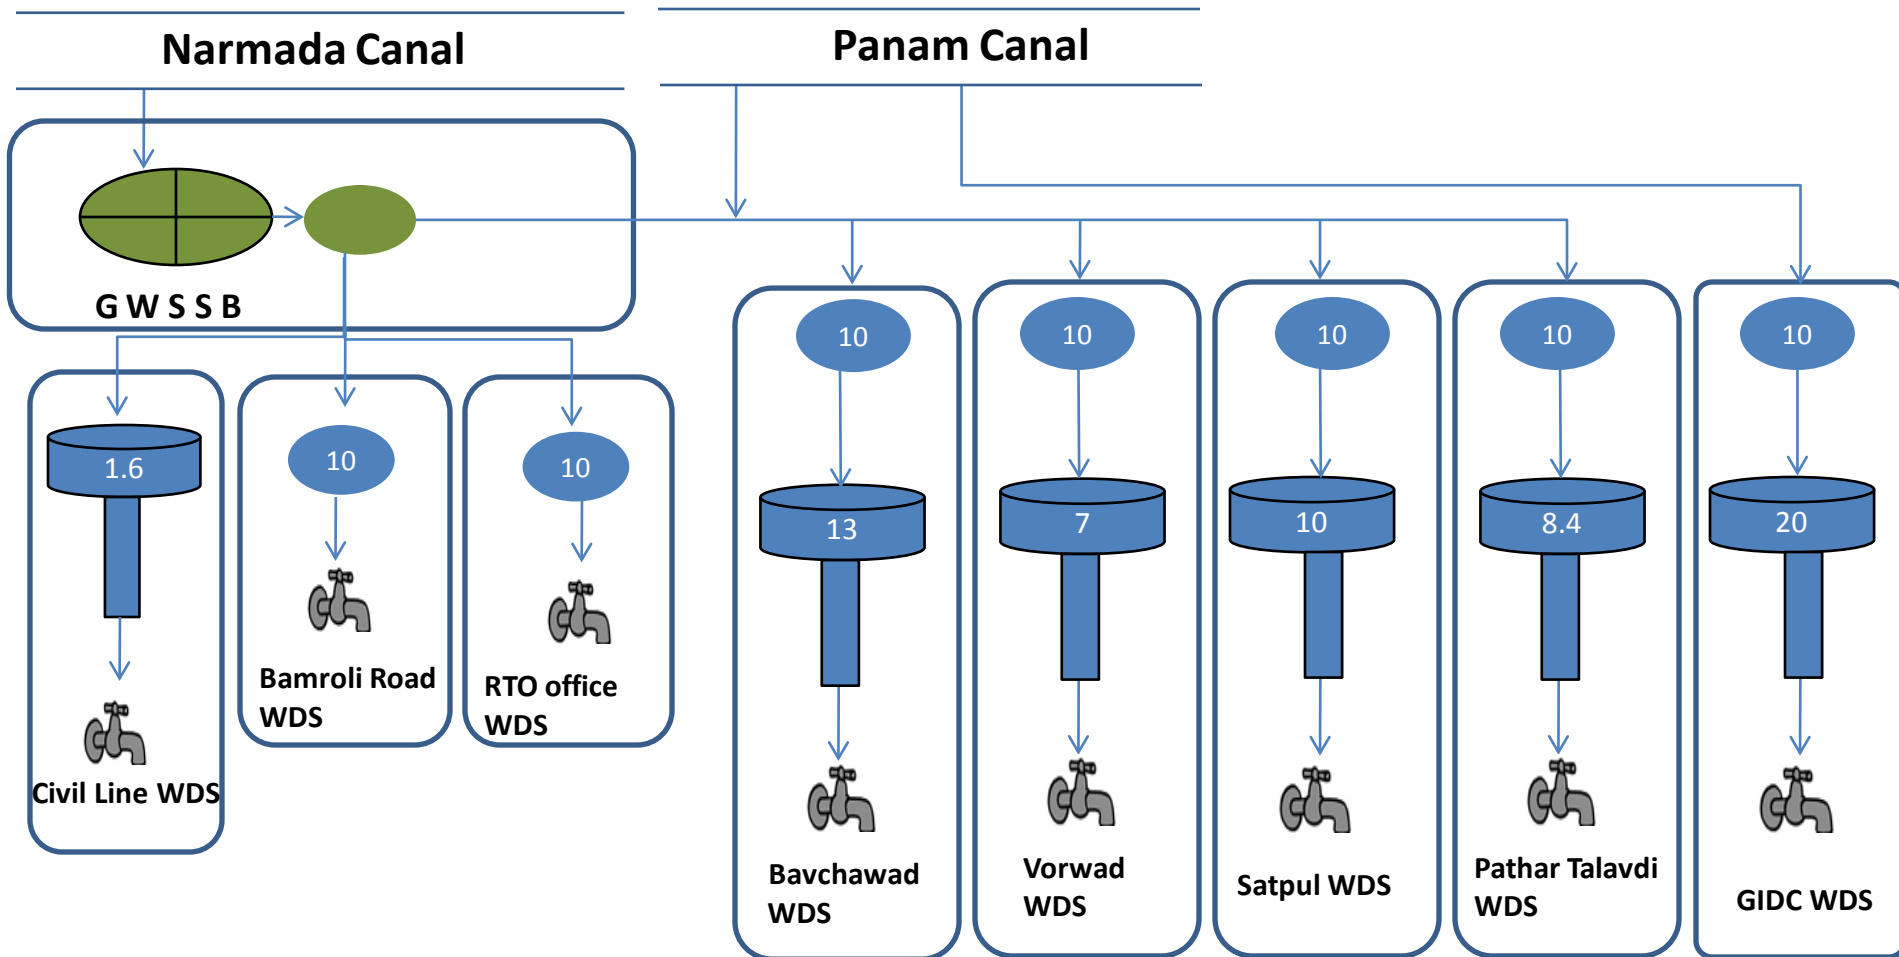 Narmada Canal
Panam Canal
G W S S B
10
10
10
10
10
1.6
10
10
13
7
10
8.4
20
Bamroli Road
WDS
RTO office
WDS
Civil Line WDS
Bavchawad
WDS
Vorwad
WDS
Satpul WDS
Pathar Talavdi
WDS
GIDC WDS